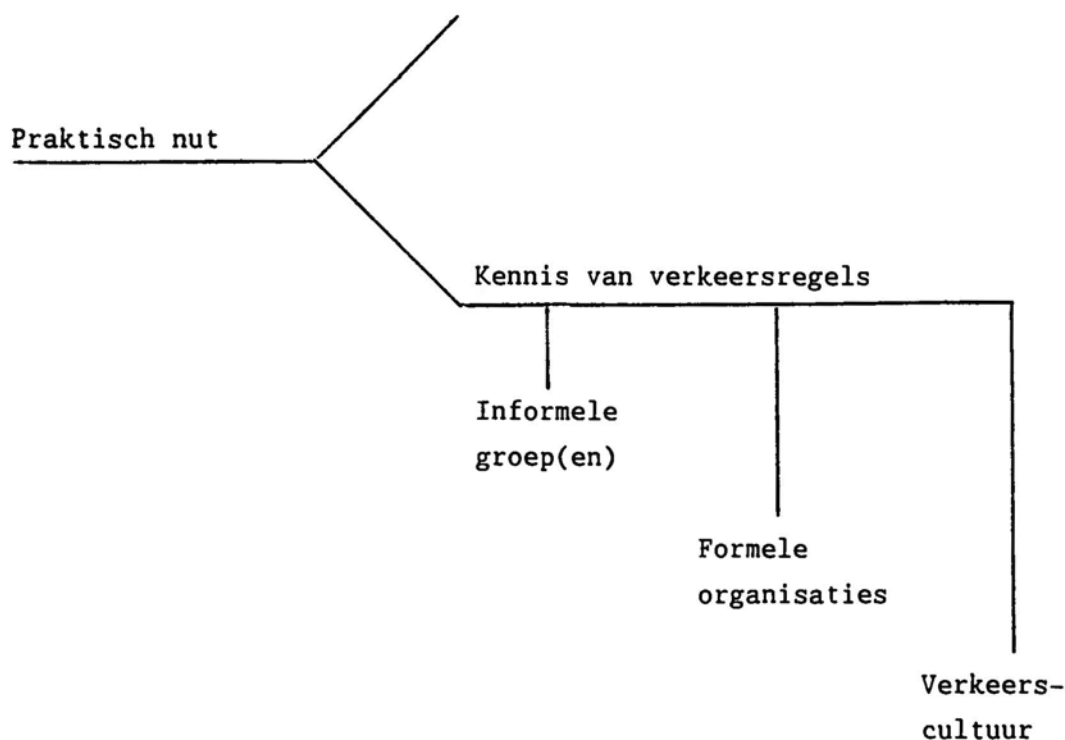 Praktisch nut
Kennis van verkeersregels
Informele
groep(en)
Formele
organisaties
Verkeers-
cultuur